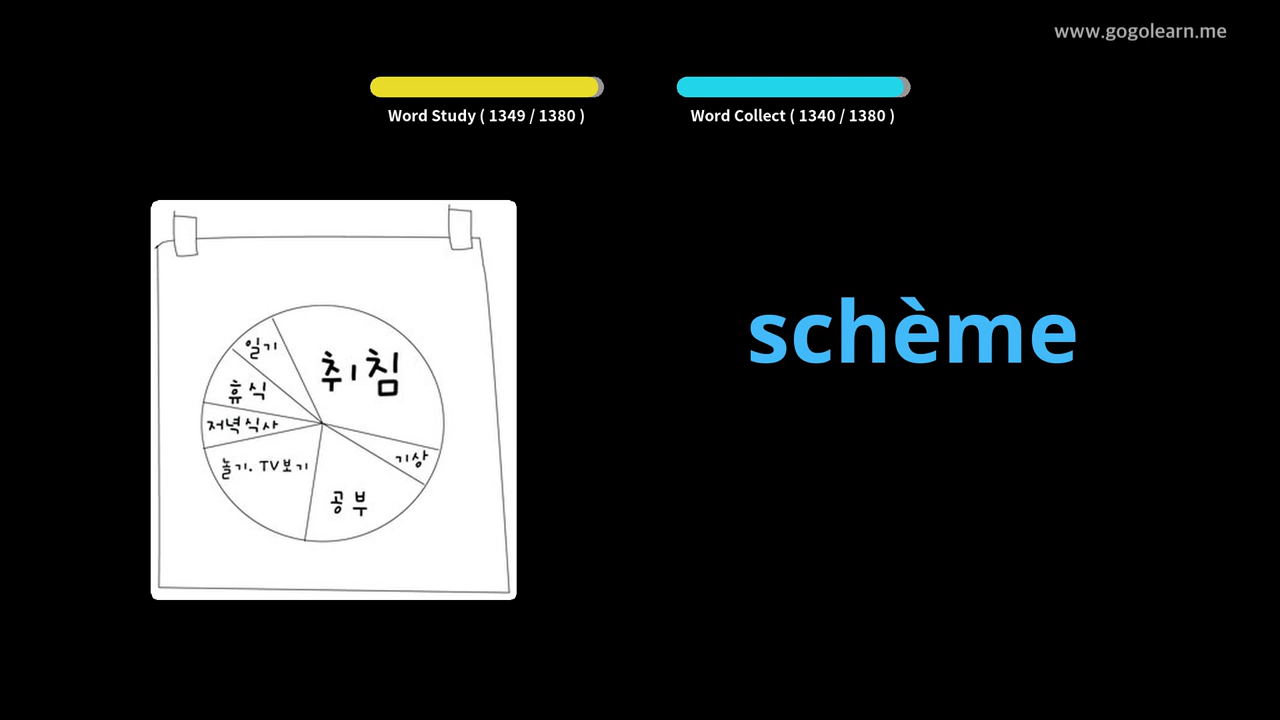 www.gogolearn.me
Word Study ( 1349 / 1380 )
Word Collect ( 1340 / 1380 )
일기
취침
휴식
저녁식사
놀기. TV보기
기상
공부
schème